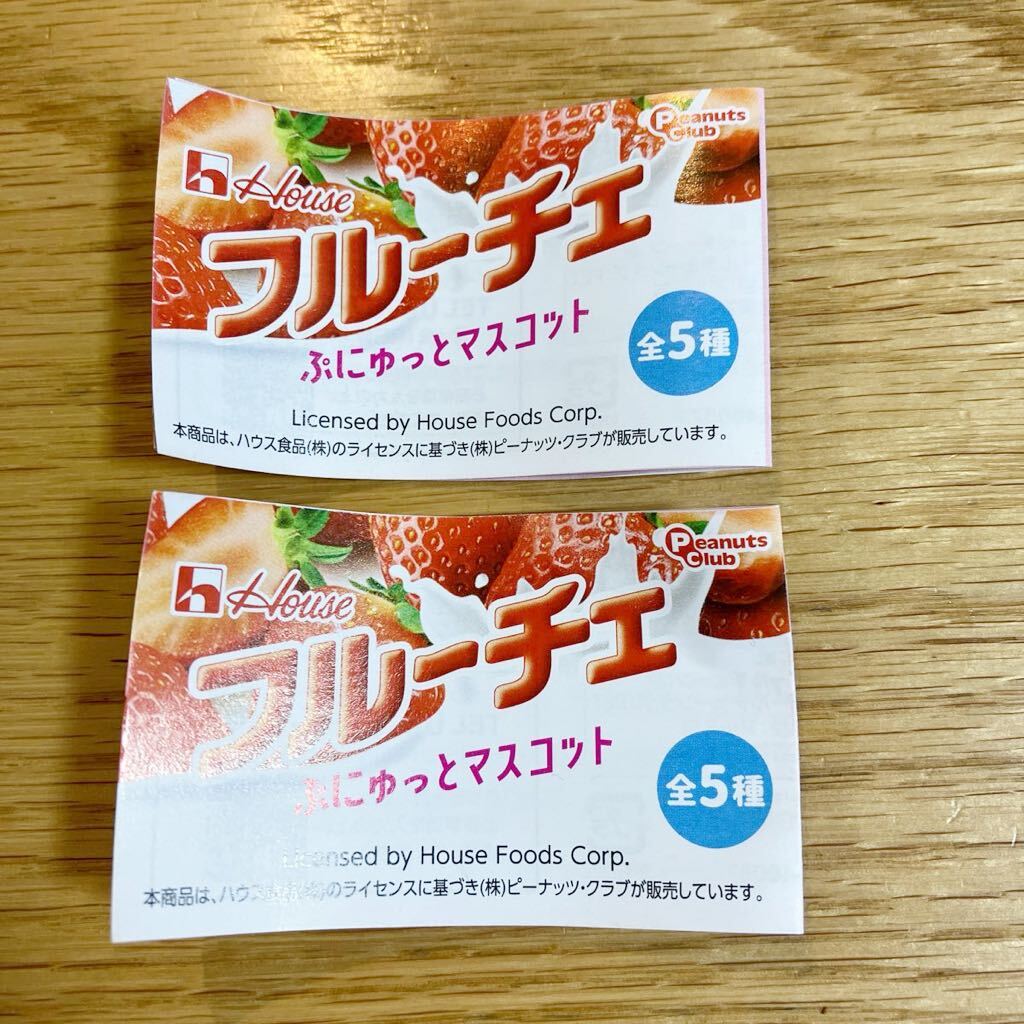 House
Peanuts Club
フルーチェ
ぷにゅっとマスコット
全5種
Licensed by House Foods Corp.
本商品は、ハウス食品(株)のライセンスに基づき(株)ピーナッツ・クラブが販売しています。
House
Peanuts Club
フルーチェ
ぷにゅっとマスコット
全5種
Licensed by House Foods Corp.
本商品は、ハウス食品(株)のライセンスに基づき(株)ピーナッツ・クラブが販売しています。